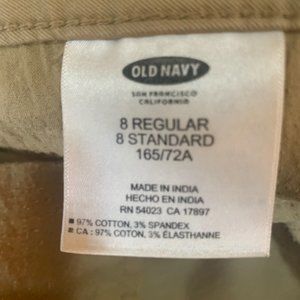 OLD NAVY
SAN FRANCISCO
CALIFORNIA
8 REGULAR
8 STANDARD
165/72A
MADE IN INDIA
HECHO EN INDIA
RN 54023 CA 17897
97% COTTON, 3% SPANDEX
CA : 97% COTON, 3% ÉLASTHANNE